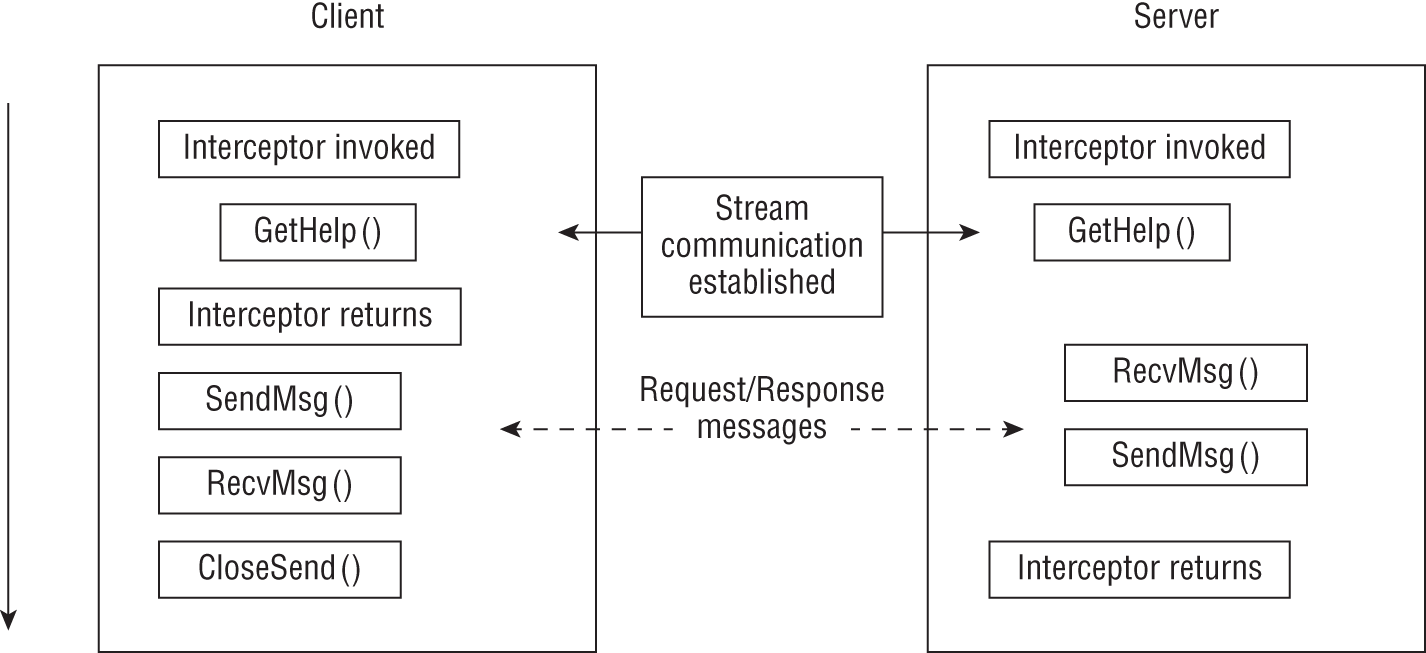 Client
Server
Interceptor invoked
GetHelp()
Interceptor returns
SendMsg()
RecvMsg()
CloseSend()
Stream
communication
established
Request/Response
messages
Interceptor invoked
GetHelp()
RecvMsg()
SendMsg()
Interceptor returns